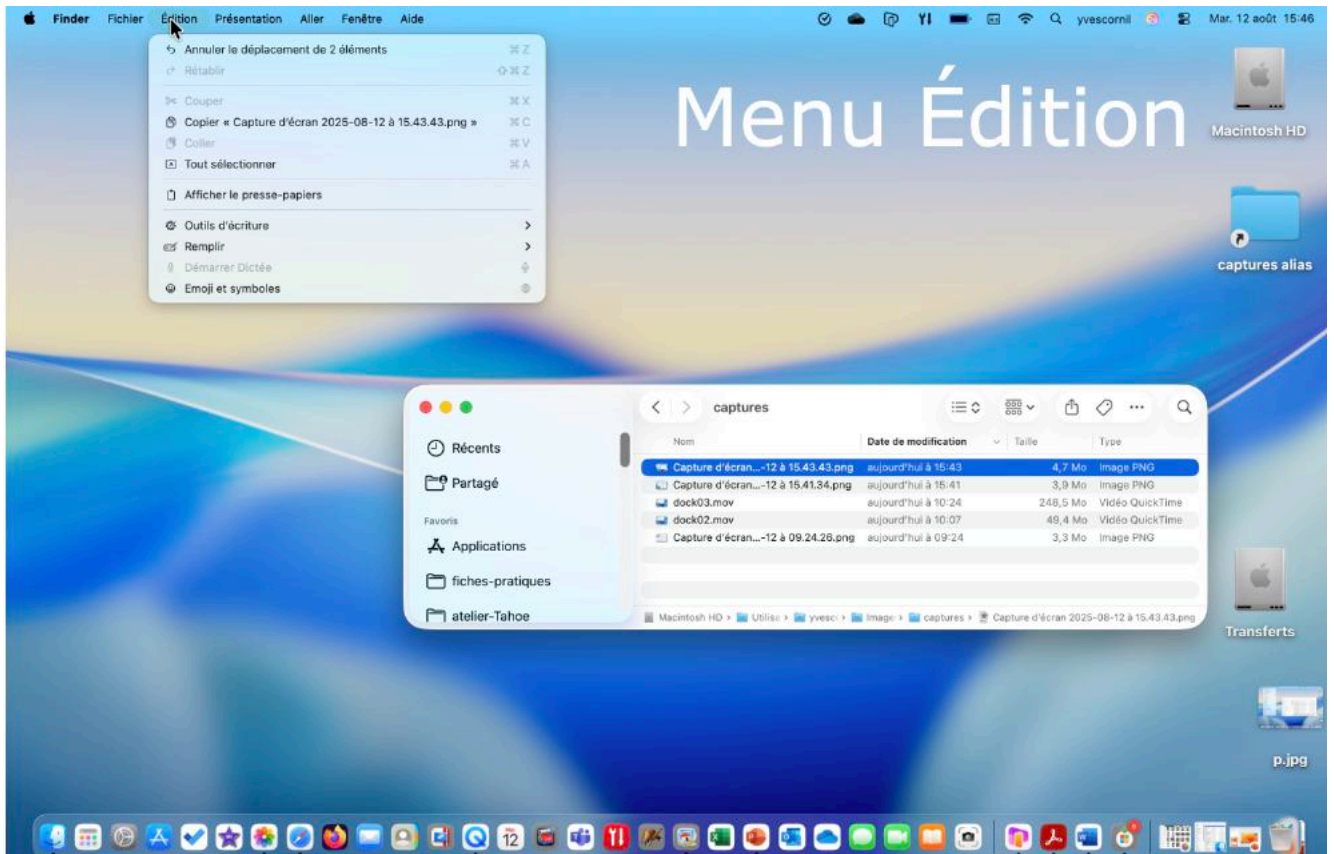 Finder Fichier Édition Présentation Aller Fenêtre Aide yvescornil Mar. 12 août 15:46
Annuler le déplacement de 2 éléments ⌘ Z
Rétablir ⇧ ⌘ Z
Couper ⌘ X
Copier « Capture d'écran 2025-08-12 à 15.43.43.png » ⌘ C
Coller ⌘ V
Tout sélectionner ⌘ A
Afficher le presse-papiers
Outils d'écriture
Remplir
Démarrer Dictée
Emoji et symboles
Menu Édition
Macintosh HD
captures alias
captures
Récents
Partagé
Favoris
Applications
fiches-pratiques
atelier-Tahoe
Nom Date de modification Taille Type
Capture d'écran...-12 à 15.43.43.png aujourd'hui à 15:43 4,7 Mo Image PNG
Capture d'écran...-12 à 15.41.34.png aujourd'hui à 15:41 3,9 Mo Image PNG
dock03.mov aujourd'hui à 10:24 248,5 Mo Vidéo QuickTime
dock02.mov aujourd'hui à 10:07 49,4 Mo Vidéo QuickTime
Capture d'écran...-12 à 09.24.26.png aujourd'hui à 09:24 3,3 Mo Image PNG
Macintosh HD › Utilisa › yvesc › Image › captures › Capture d'écran 2025-08-12 à 15.43.43.png
Transferts
p.jpg
12